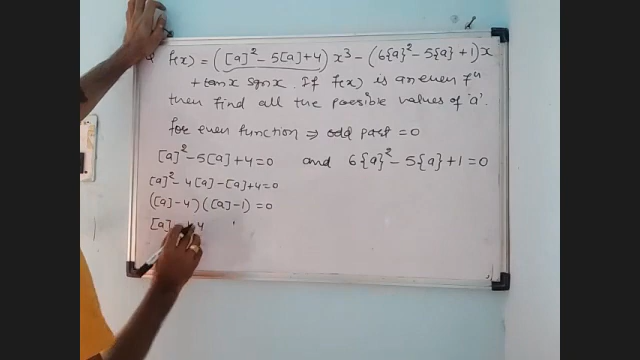 Q f(x) = ([a]² - 5[a] + 4) x³ - (6{a}² - 5{a} + 1) x
+ tan x sgn x. If f(x) is an even fⁿ
then find all the possible values of 'a'.
for even function ⇒ odd part = 0
[a]² - 5[a] + 4 = 0 and 6{a}² - 5{a} + 1 = 0
[a]² - 4[a] - [a] + 4 = 0
([a] - 4) ([a] - 1) = 0
[a] 4